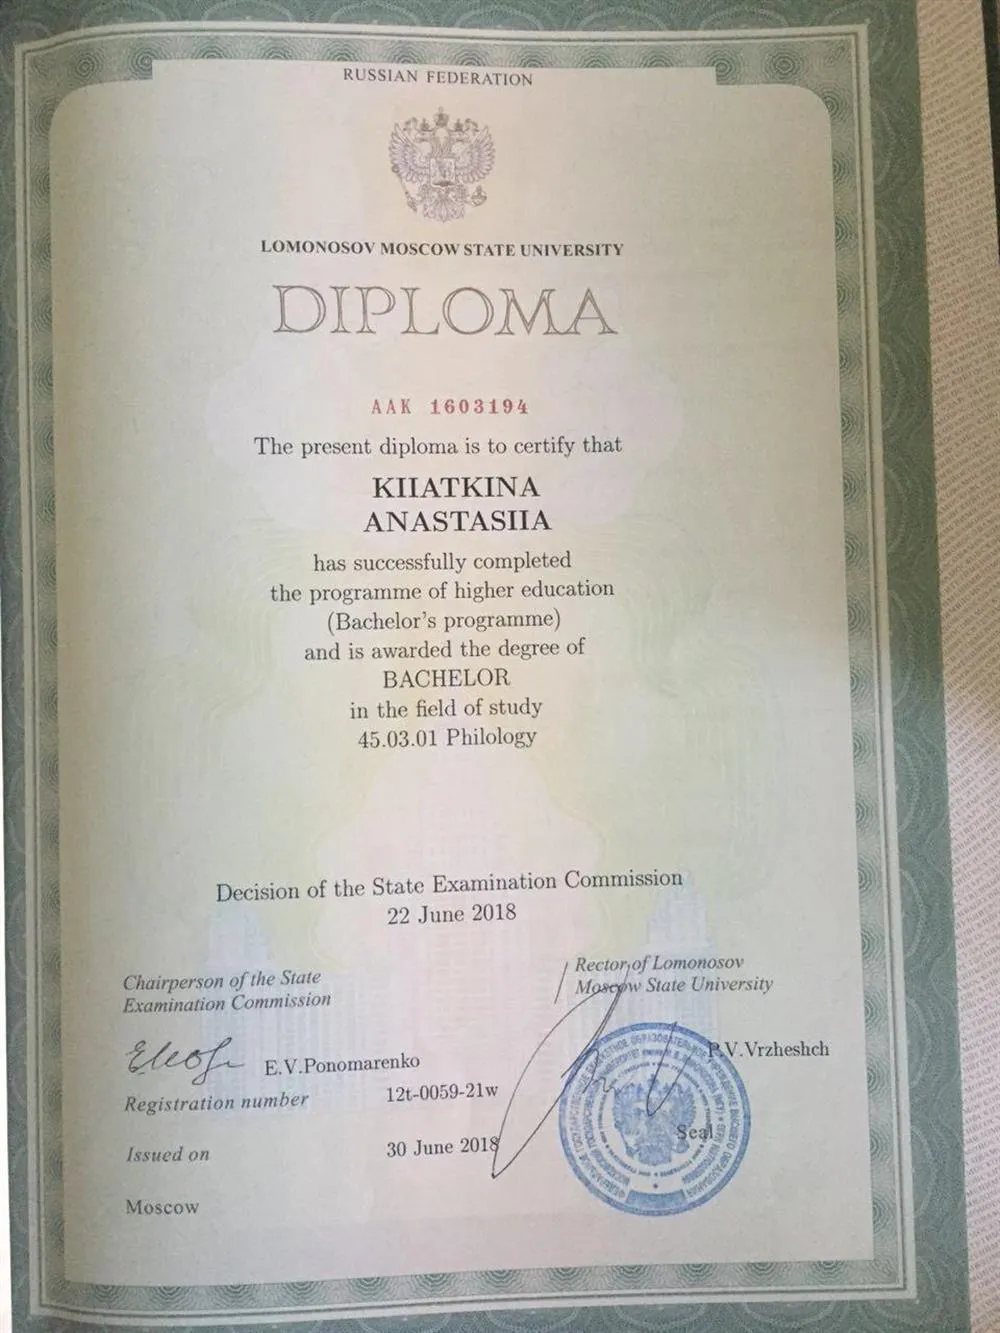 RUSSIAN FEDERATION
LOMONOSOV MOSCOW STATE UNIVERSITY
DIPLOMA
AAK 1603194
The present diploma is to certify that
KIIATKINA
ANASTASIIA
has successfully completed
the programme of higher education
(Bachelor's programme)
and is awarded the degree of
BACHELOR
in the field of study
45.03.01 Philology
Decision of the State Examination Commission
22 June 2018
Chairperson of the State
Examination Commission
E.V.Ponomarenko
Rector of Lomonosov
Moscow State University
P.V.Vrzheshch
Registration number 12t-0059-21w
Seal
Issued on 30 June 2018
Moscow